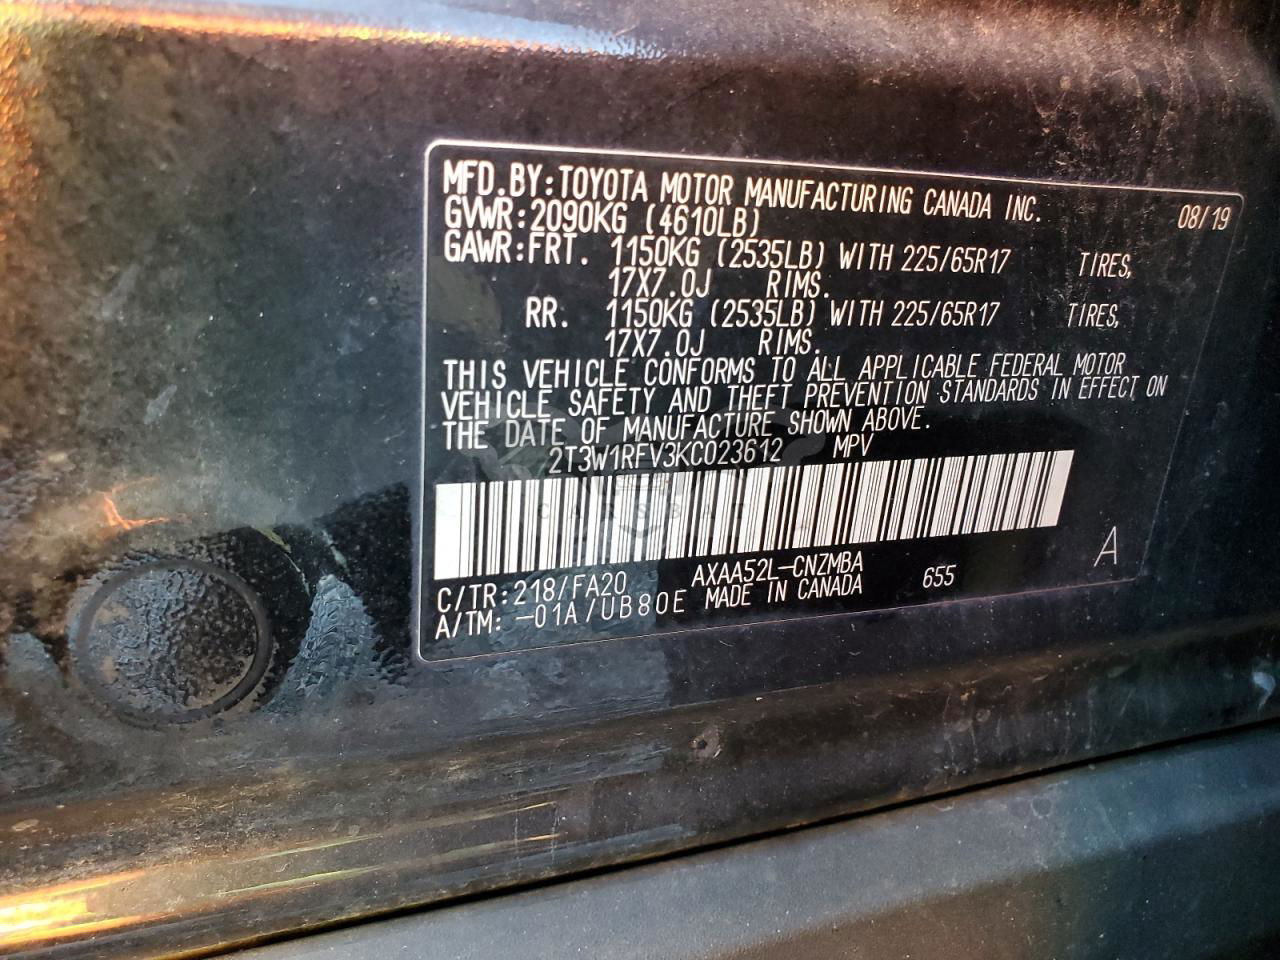 MFD.BY:TOYOTA MOTOR MANUFACTURING CANADA INC. 08/19
GVWR:2090KG (4610LB)
GAWR:FRT. 1150KG (2535LB) WITH 225/65R17 TIRES,
17X7.0J RIMS.
RR. 1150KG (2535LB) WITH 225/65R17 TIRES,
17X7.0J RIMS.
THIS VEHICLE CONFORMS TO ALL APPLICABLE FEDERAL MOTOR
VEHICLE SAFETY AND THEFT PREVENTION STANDARDS IN EFFECT ON
THE DATE OF MANUFACTURE SHOWN ABOVE.
2T3W1RFV3KC023612 MPV
CARSBAC
C/TR:218/FA20 AXAA52L-CNZMBA 655 A
A/TM: -01A/UB80E MADE IN CANADA